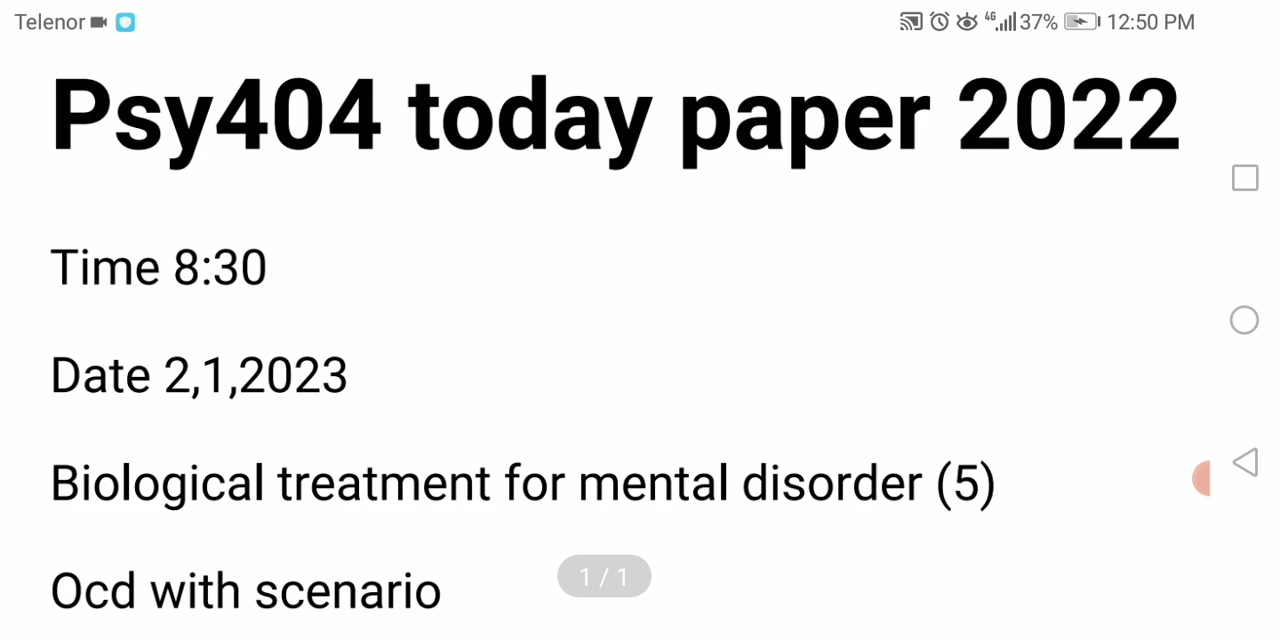 Telenor 4G 37% 12:50 PM
Psy404 today paper 2022
Time 8:30
Date 2,1,2023
Biological treatment for mental disorder (5)
Ocd with scenario
1 / 1